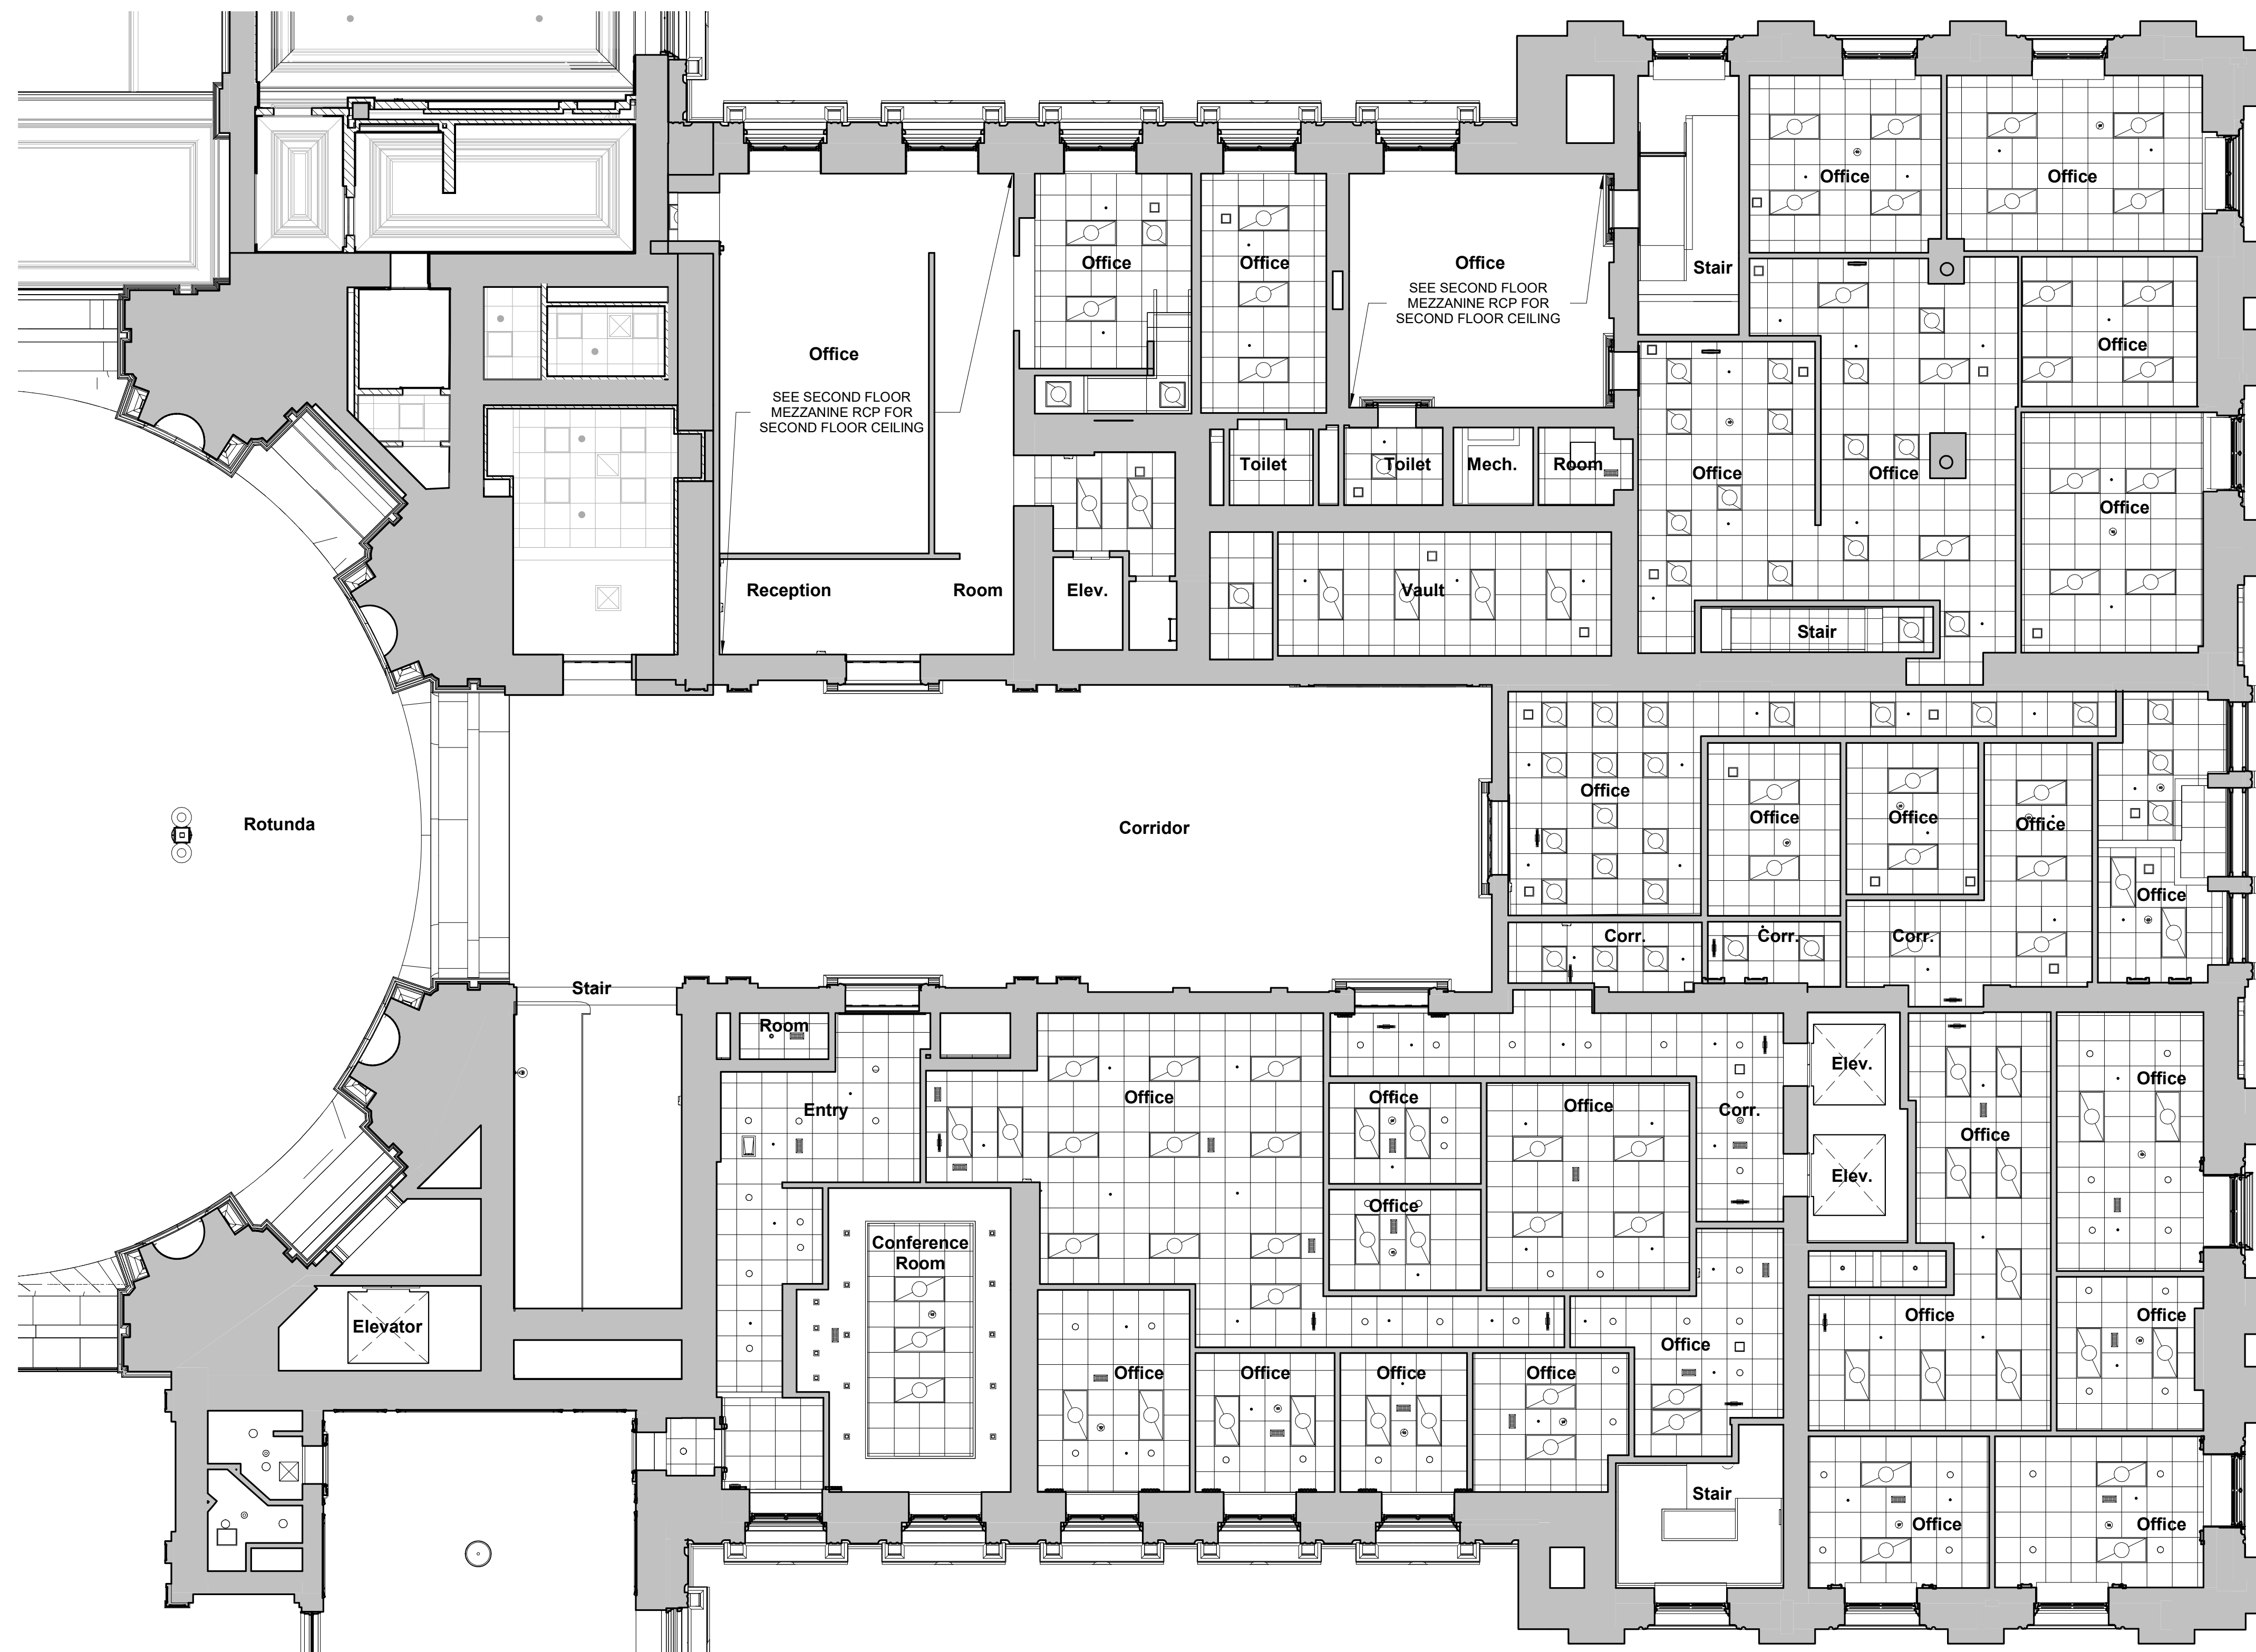 Office
Office
Office
Office
Office
SEE SECOND FLOOR
MEZZANINE RCP FOR
SECOND FLOOR CEILING
Stair
Office
Office
SEE SECOND FLOOR
MEZZANINE RCP FOR
SECOND FLOOR CEILING
Toilet
Toilet
Mech.
Room
Office
Office
Office
Reception
Room
Elev.
Vault
Stair
Rotunda
Corridor
Office
Office
Office
Office
Office
Corr.
Corr.
Corr.
Stair
Room
Entry
Office
Office
Office
Corr.
Elev.
Office
Office
Elev.
Office
Conference
Room
Elevator
Office
Office
Office
Office
Office
Office
Office
Stair
Office
Office
Office